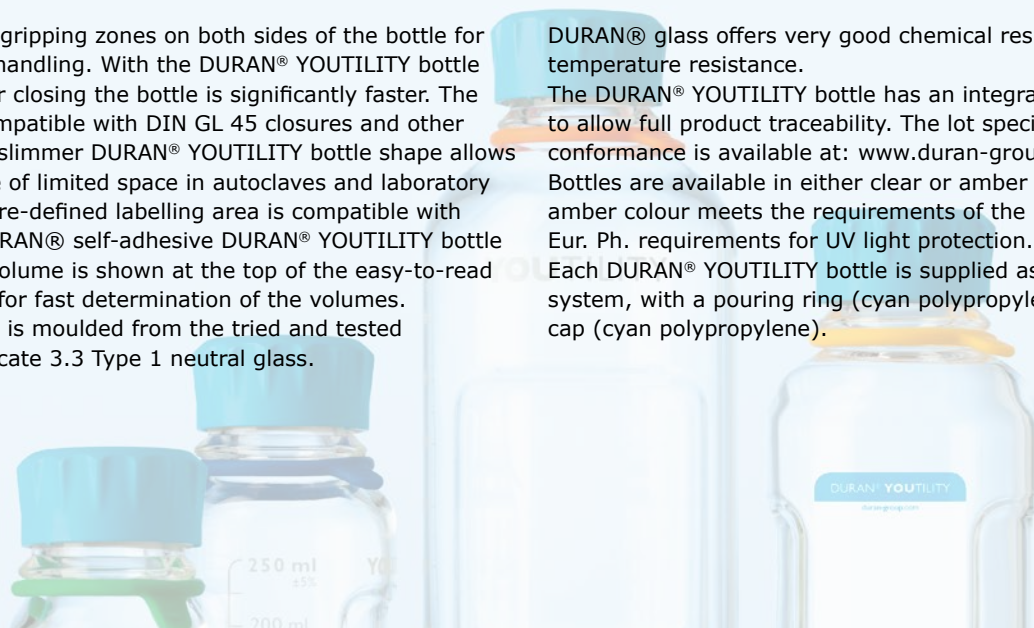 gripping zones on both sides of the bottle for
handling. With the DURAN® YOUTILITY bottle
r closing the bottle is significantly faster. The
mpatible with DIN GL 45 closures and other
slimmer DURAN® YOUTILITY bottle shape allows
e of limited space in autoclaves and laboratory
re-defined labelling area is compatible with
RAN® self-adhesive DURAN® YOUTILITY bottle
olume is shown at the top of the easy-to-read
for fast determination of the volumes.
is moulded from the tried and tested
cate 3.3 Type 1 neutral glass.
DURAN® glass offers very good chemical res
temperature resistance.
The DURAN® YOUTILITY bottle has an integra
to allow full product traceability. The lot speci
conformance is available at: www.duran-grou
Bottles are available in either clear or amber
amber colour meets the requirements of the
Eur. Ph. requirements for UV light protection.
Each DURAN® YOUTILITY bottle is supplied as
system, with a pouring ring (cyan polypropyle
cap (cyan polypropylene).
YOUTILITY
DURAN® YOUTILITY
duran-group.com
250 ml
±5%
YOU
200 ml